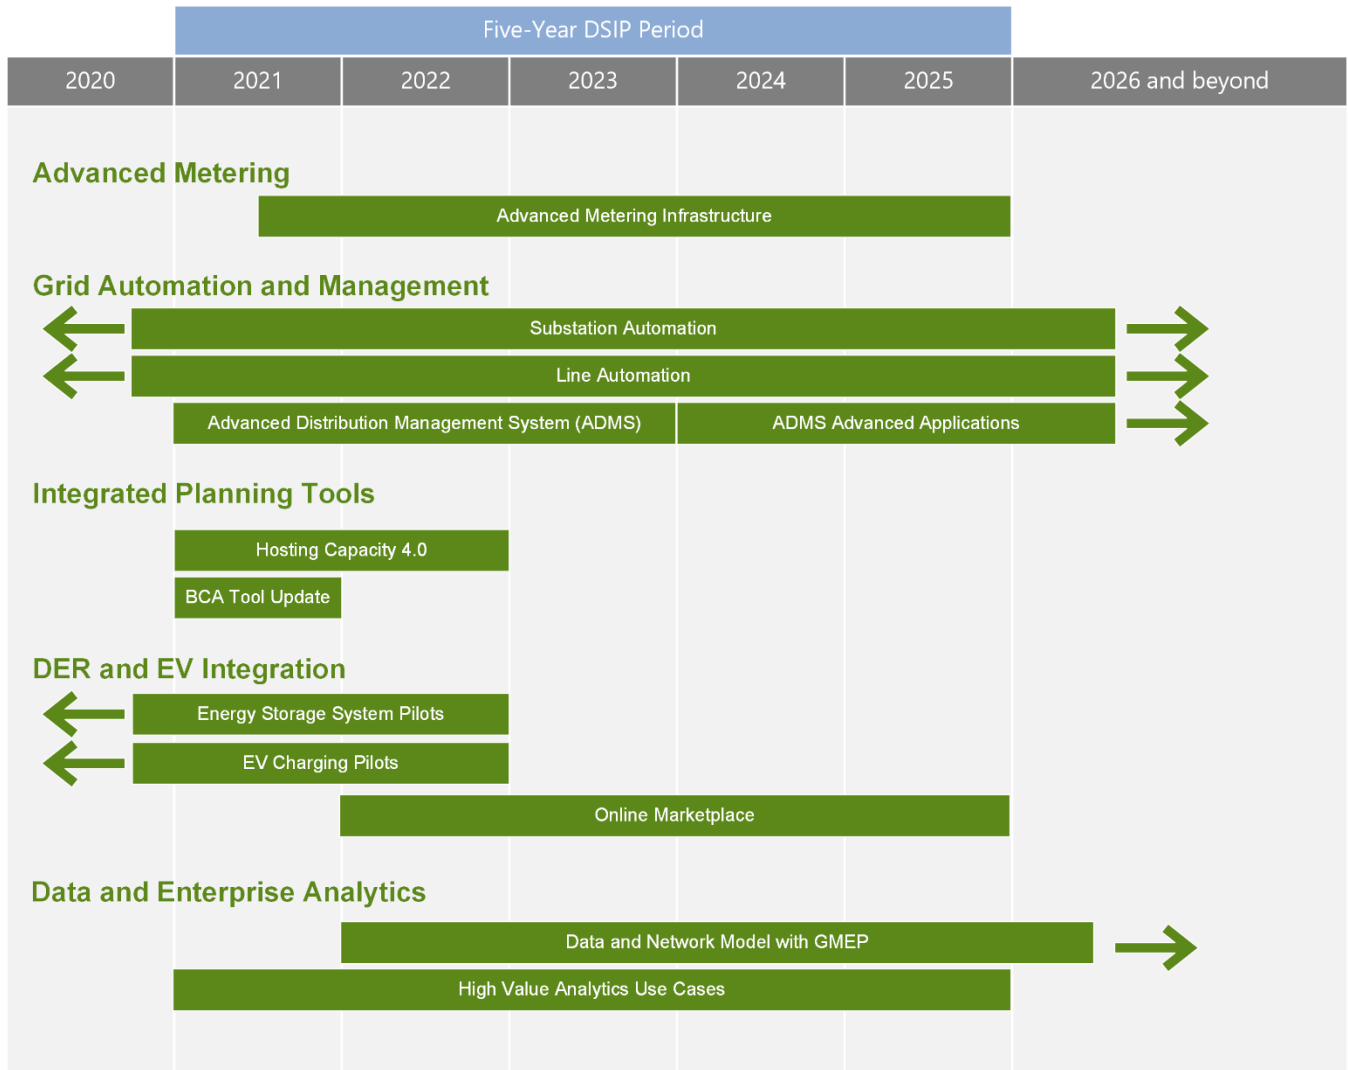 Five-Year DSIP Period
2020 2021 2022 2023 2024 2025 2026 and beyond
Advanced Metering
Advanced Metering Infrastructure
Grid Automation and Management
Substation Automation
Line Automation
Advanced Distribution Management System (ADMS) ADMS Advanced Applications
Integrated Planning Tools
Hosting Capacity 4.0
BCA Tool Update
DER and EV Integration
Energy Storage System Pilots
EV Charging Pilots
Online Marketplace
Data and Enterprise Analytics
Data and Network Model with GMEP
High Value Analytics Use Cases